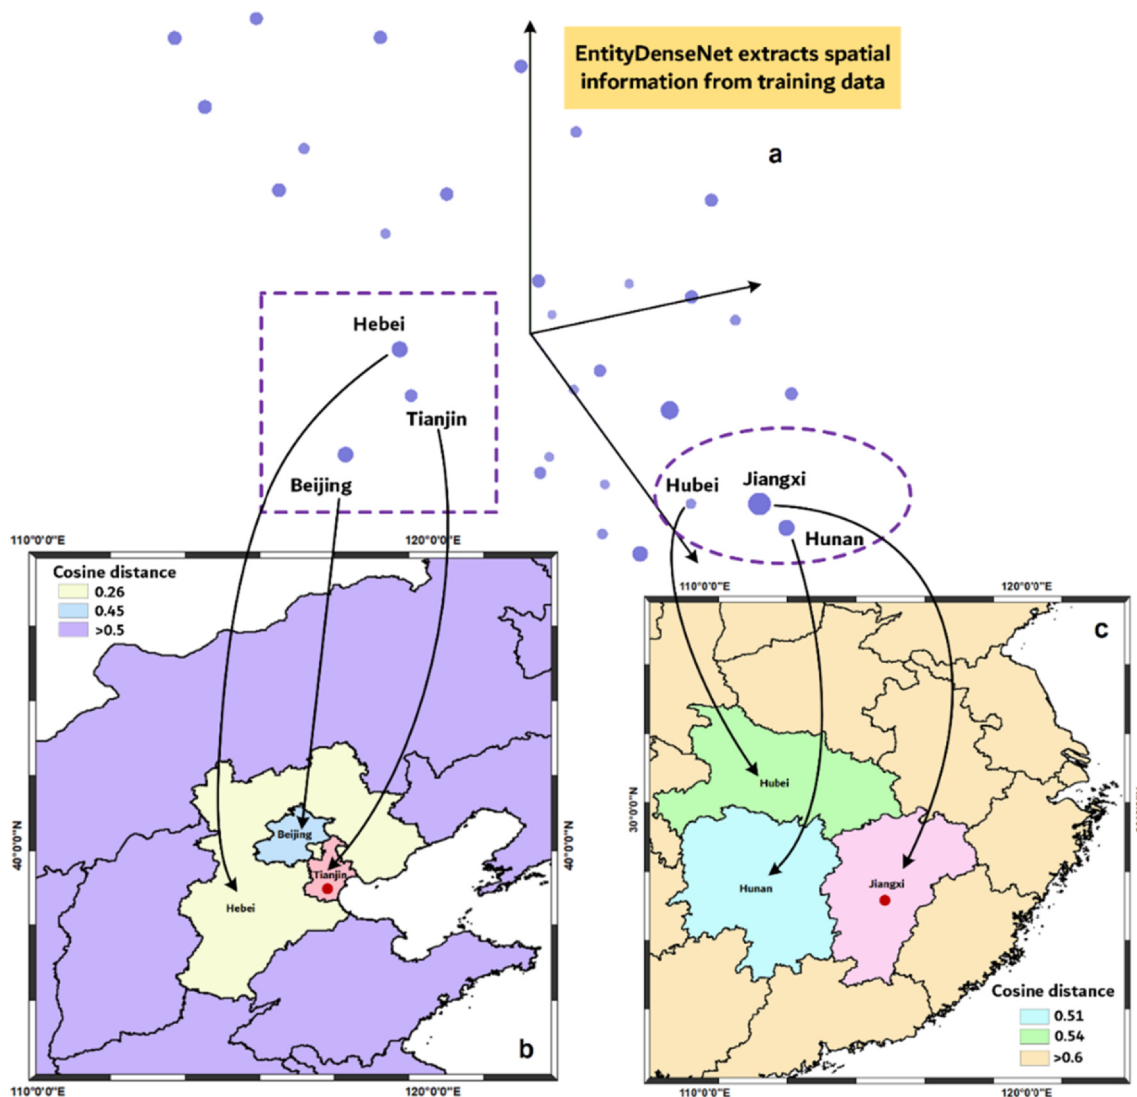 EntityDenseNet extracts spatial
information from training data
a
Hebei
Tianjin
Beijing
Hubei
Jiangxi
Hunan
110°0'0"E
120°0'0"E
Cosine distance
0.26
0.45
>0.5
40°0'0"N
40°0'0"N
Beijing
Tianjin
Hebei
b
110°0'0"E
120°0'0"E
110°0'0"E
120°0'0"E
c
30°0'0"N
Hubei
Hunan
Jiangxi
Cosine distance
0.51
0.54
>0.6
110°0'0"E
120°0'0"E